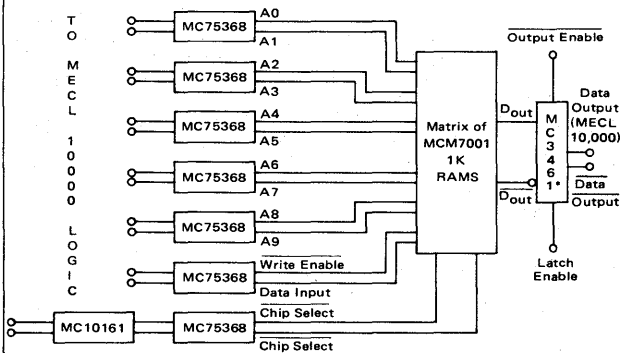 TO MECL 10000 LOGIC
MC75368
A0
A1
MC75368
A2
A3
MC75368
A4
A5
MC75368
A6
A7
MC75368
A8
A9
MC75368
Write Enable
Data Input
MC10161
MC75368
Chip Select
Chip Select
Matrix of
MCM7001
1K
RAMS
Dout
Dout
Output Enable
MC3461*
Data
Output
(MECL
10,000)
Data
Output
Latch
Enable